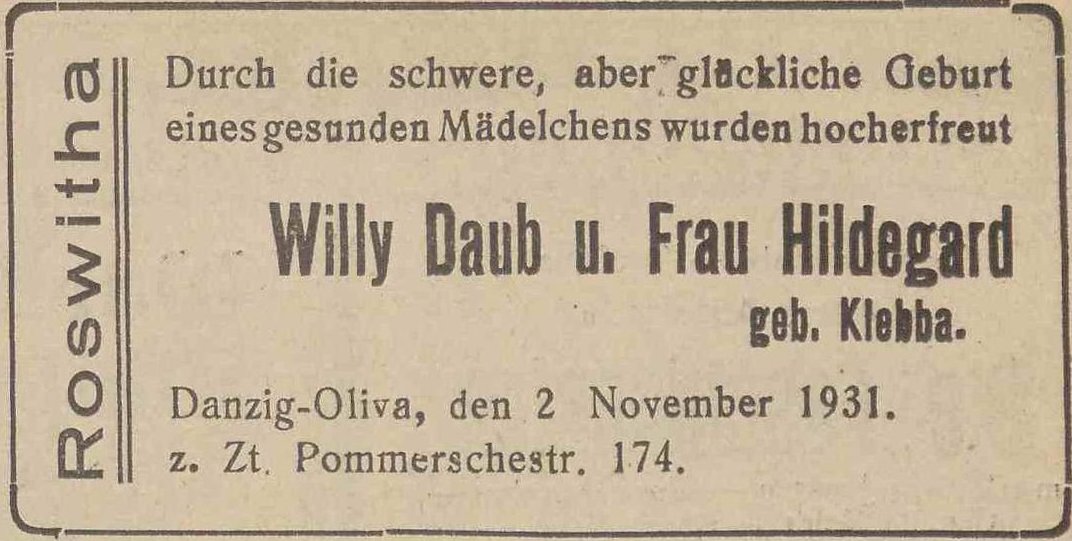 Roswitha
Durch die schwere, aber glückliche Geburt
eines gesunden Mädelchens wurden hocherfreut
Willy Daub u. Frau Hildegard
geb. Klebba.
Danzig-Oliva, den 2 November 1931.
z. Zt. Pommerschestr. 174.